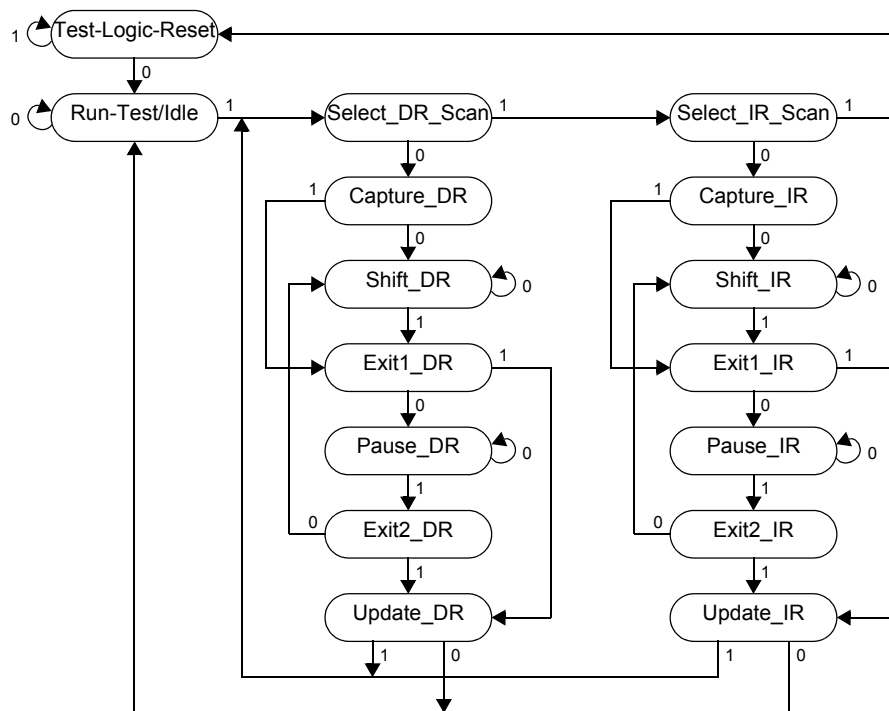 Test-Logic-Reset
1
0
Run-Test/Idle
0
1
Select_DR_Scan
1
0
Select_IR_Scan
1
0
Capture_DR
1
0
Capture_IR
1
0
Shift_DR
0
1
Shift_IR
0
1
Exit1_DR
1
0
Exit1_IR
1
0
Pause_DR
0
1
Pause_IR
0
1
Exit2_DR
0
1
Exit2_IR
0
1
Update_DR
1
0
Update_IR
1
0